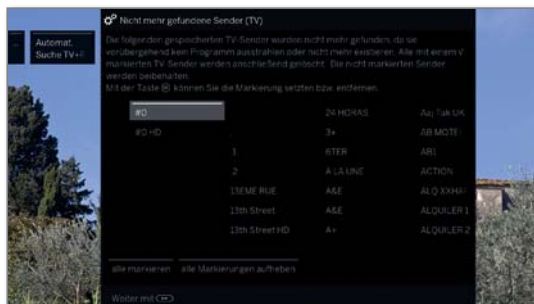 Nicht mehr gefundene Sender (TV)
Automat.
Suche TV+R
Die folgenden gespeicherten TV-Sender wurden nicht mehr gefunden, da sie
vorübergehend kein Programm ausstrahlen oder nicht mehr existieren. Alle mit einem V
markierten TV-Sender werden anschließend gelöscht. Die nicht markierten Sender
werden beibehalten.
Mit der Taste OK können Sie die Markierung setzten bzw. entfernen.
#0 24 HORAS Aaj Tak UK
#0 HD . 3+ AB MOTE
1 6TER AB1
2 A LA UNE ACTION
13EME RUE A&E ALQ XXHA
13th Street A&E ALQUILER 1
13th Street HD A+ ALQUILER 2
alle markieren alle Markierungen aufheben
Weiter mit